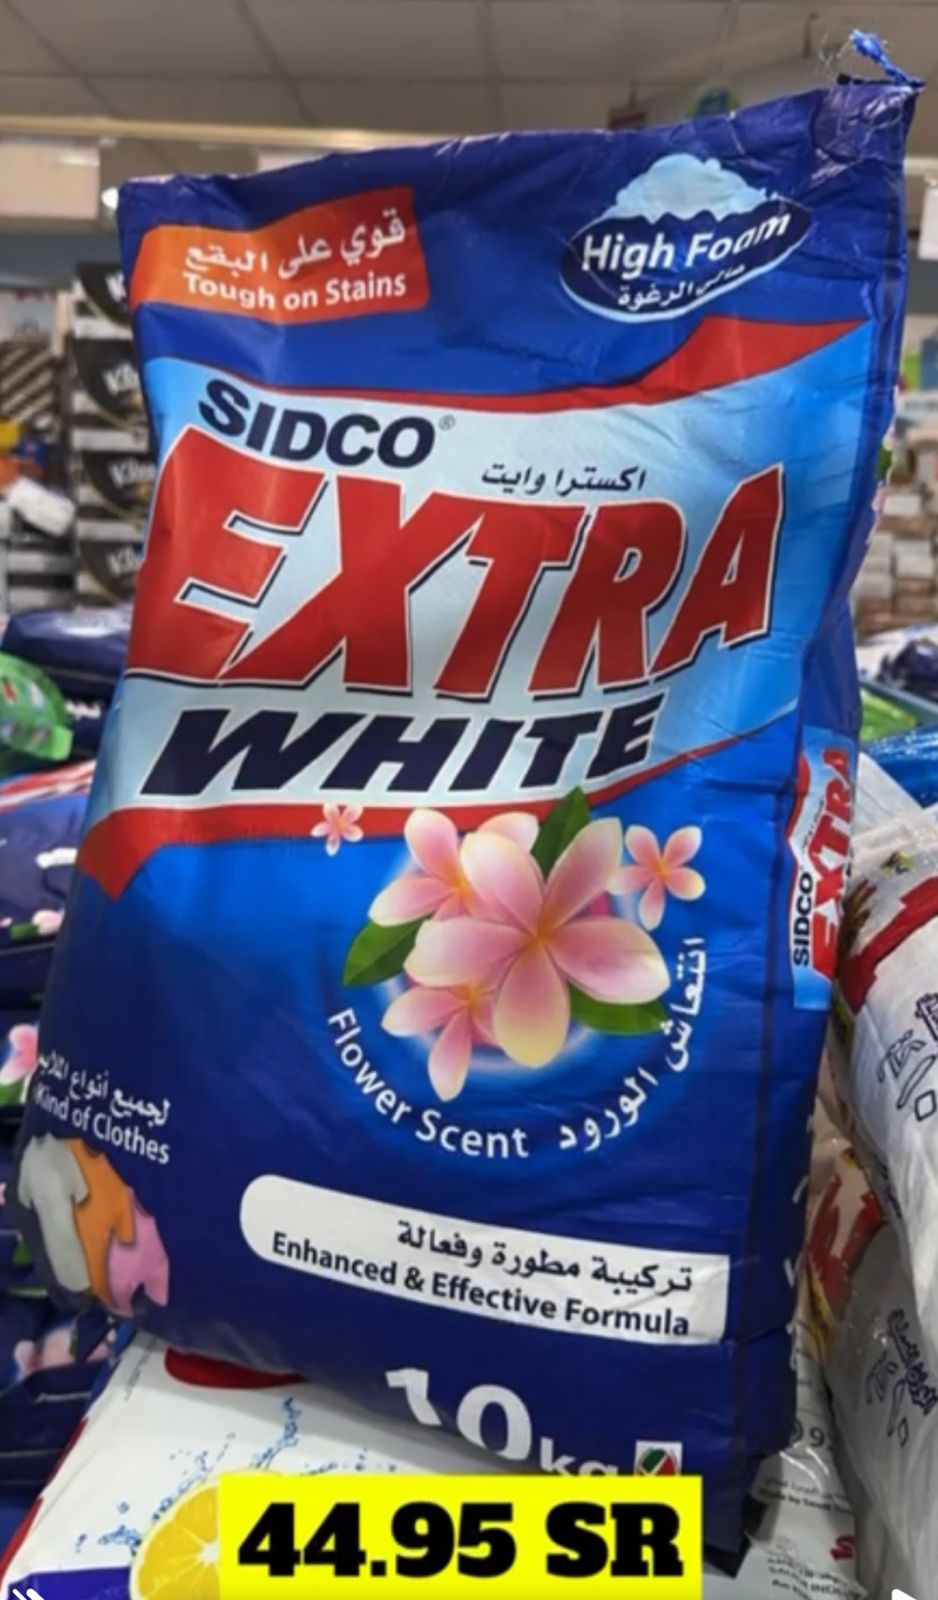 قوي على البقع
Tough on Stains
High Foam
عالي الرغوة
SIDCO®
اكسترا وايت
EXTRA
WHITE
SIDCO
EXTRA
Flower Scent
انتعاش الورود
لجميع أنواع الملابس
Kind of Clothes
تركيبة مطورة وفعالة
Enhanced & Effective Formula
10kg
44.95 SR